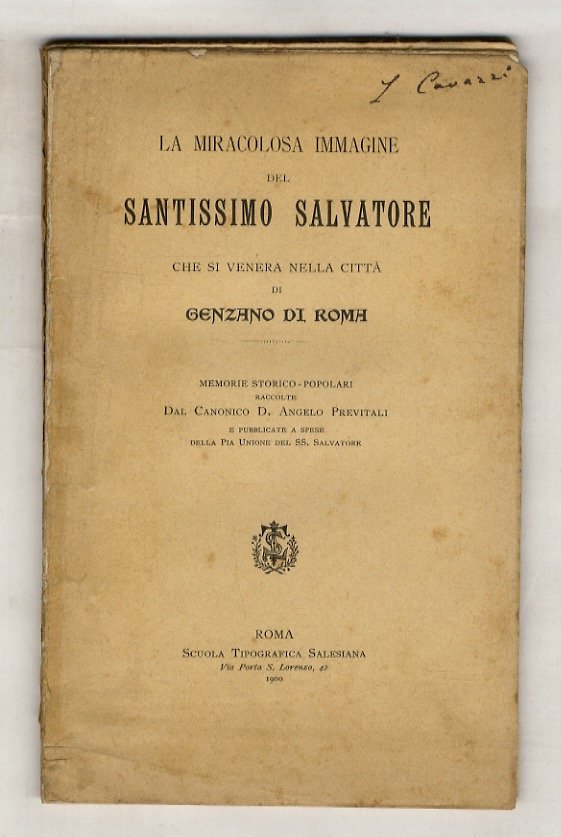 Cavazzi
LA MIRACOLOSA IMMAGINE
DEL
SANTISSIMO SALVATORE
CHE SI VENERA NELLA CITTÀ
DI
GENZANO DI ROMA
MEMORIE STORICO-POPOLARI
RACCOLTE
DAL CANONICO D. ANGELO PREVITALI
E PUBBLICATE A SPESE
DELLA PIA UNIONE DEL SS. SALVATORE
ROMA
SCUOLA TIPOGRAFICA SALESIANA
Via Porta S. Lorenzo, 42
1900